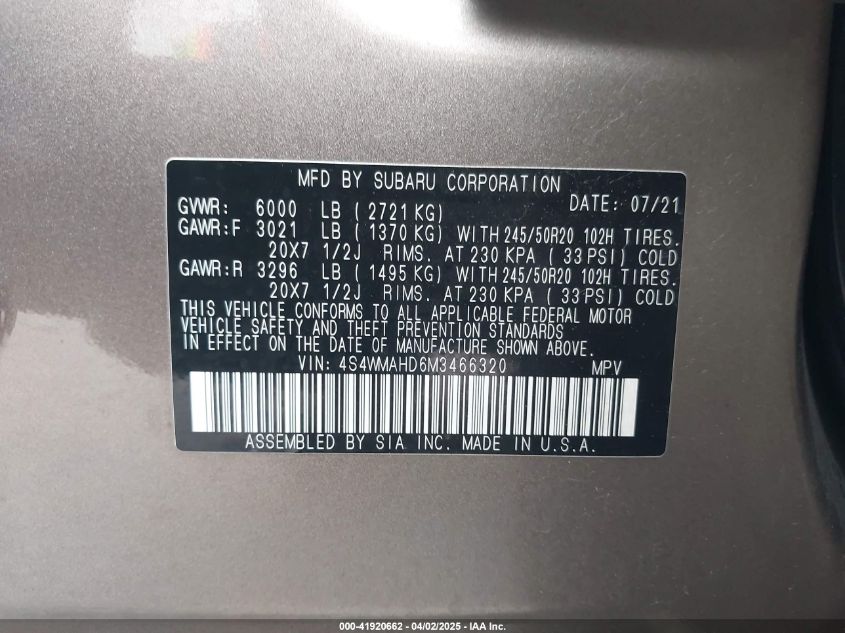 MFD BY SUBARU CORPORATION
GVWR: 6000 LB ( 2721 KG) DATE: 07/21
GAWR:F 3021 LB ( 1370 KG) WITH 245/50R20 102H TIRES.
20X7 1/2J RIMS. AT 230 KPA ( 33 PSI) COLD
GAWR:R 3296 LB ( 1495 KG) WITH 245/50R20 102H TIRES.
20X7 1/2J RIMS. AT 230 KPA ( 33 PSI) COLD
THIS VEHICLE CONFORMS TO ALL APPLICABLE FEDERAL MOTOR
VEHICLE SAFETY AND THEFT PREVENTION STANDARDS
IN EFFECT ON THE DATE OF MANUFACTURE SHOWN ABOVE.
VIN: 4S4WMAHD6M3466320 MPV
ASSEMBLED BY SIA INC. MADE IN U.S.A.
000-41920662 - 04/02/2025 - IAA Inc.